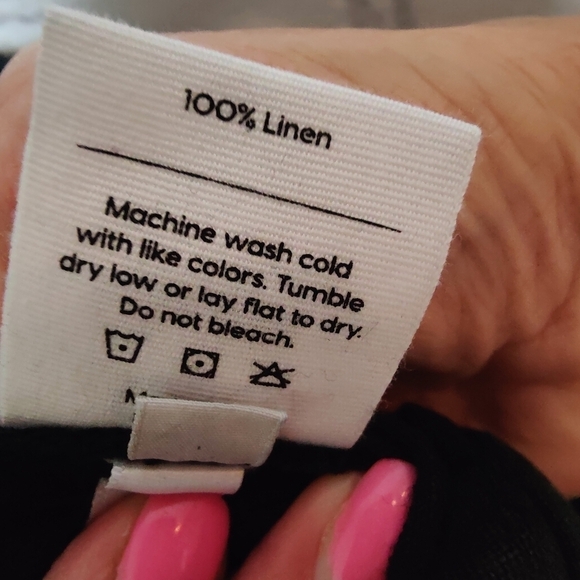 100% Linen
Machine wash cold
with like colors. Tumble
dry low or lay flat to dry.
Do not bleach.